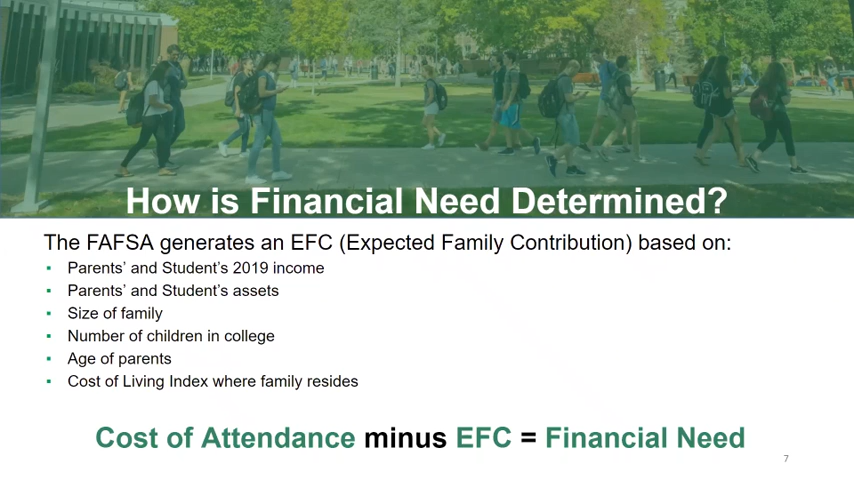 How is Financial Need Determined?
The FAFSA generates an EFC (Expected Family Contribution) based on:
▪ Parents’ and Student’s 2019 income
▪ Parents’ and Student’s assets
▪ Size of family
▪ Number of children in college
▪ Age of parents
▪ Cost of Living Index where family resides
Cost of Attendance minus EFC = Financial Need
7